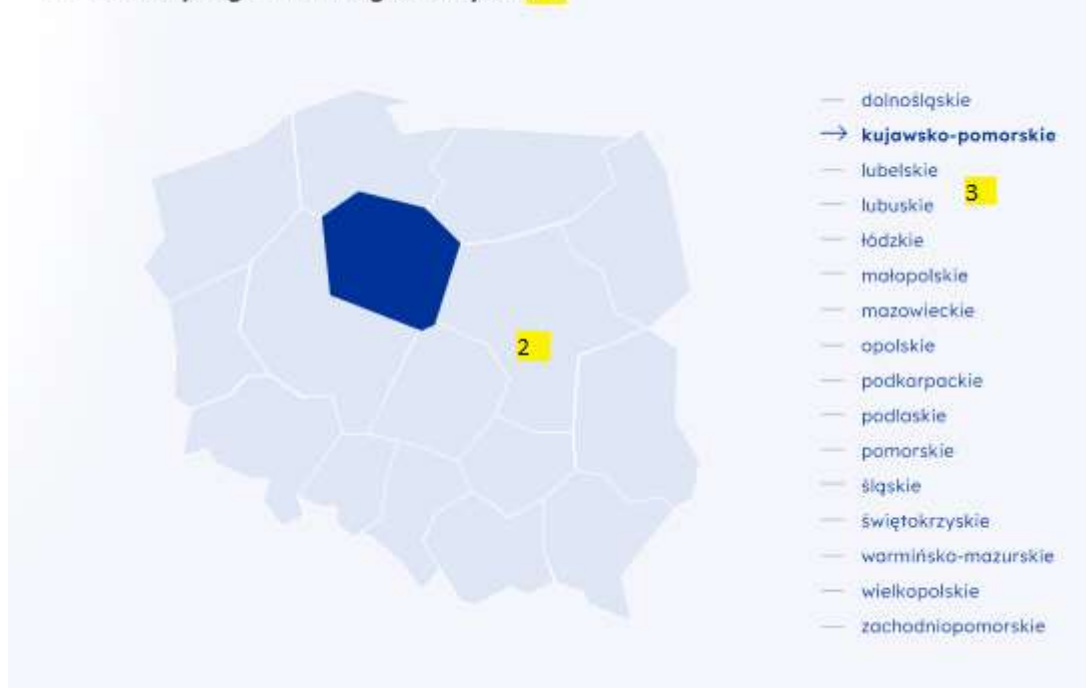 dolnośląskie
kujawsko-pomorskie
lubelskie
3
lubuskie
łódzkie
małopolskie
mazowieckie
2
opolskie
podkarpackie
podlaskie
pomorskie
śląskie
świętokrzyskie
warmińsko-mazurskie
wielkopolskie
zachodniopomorskie